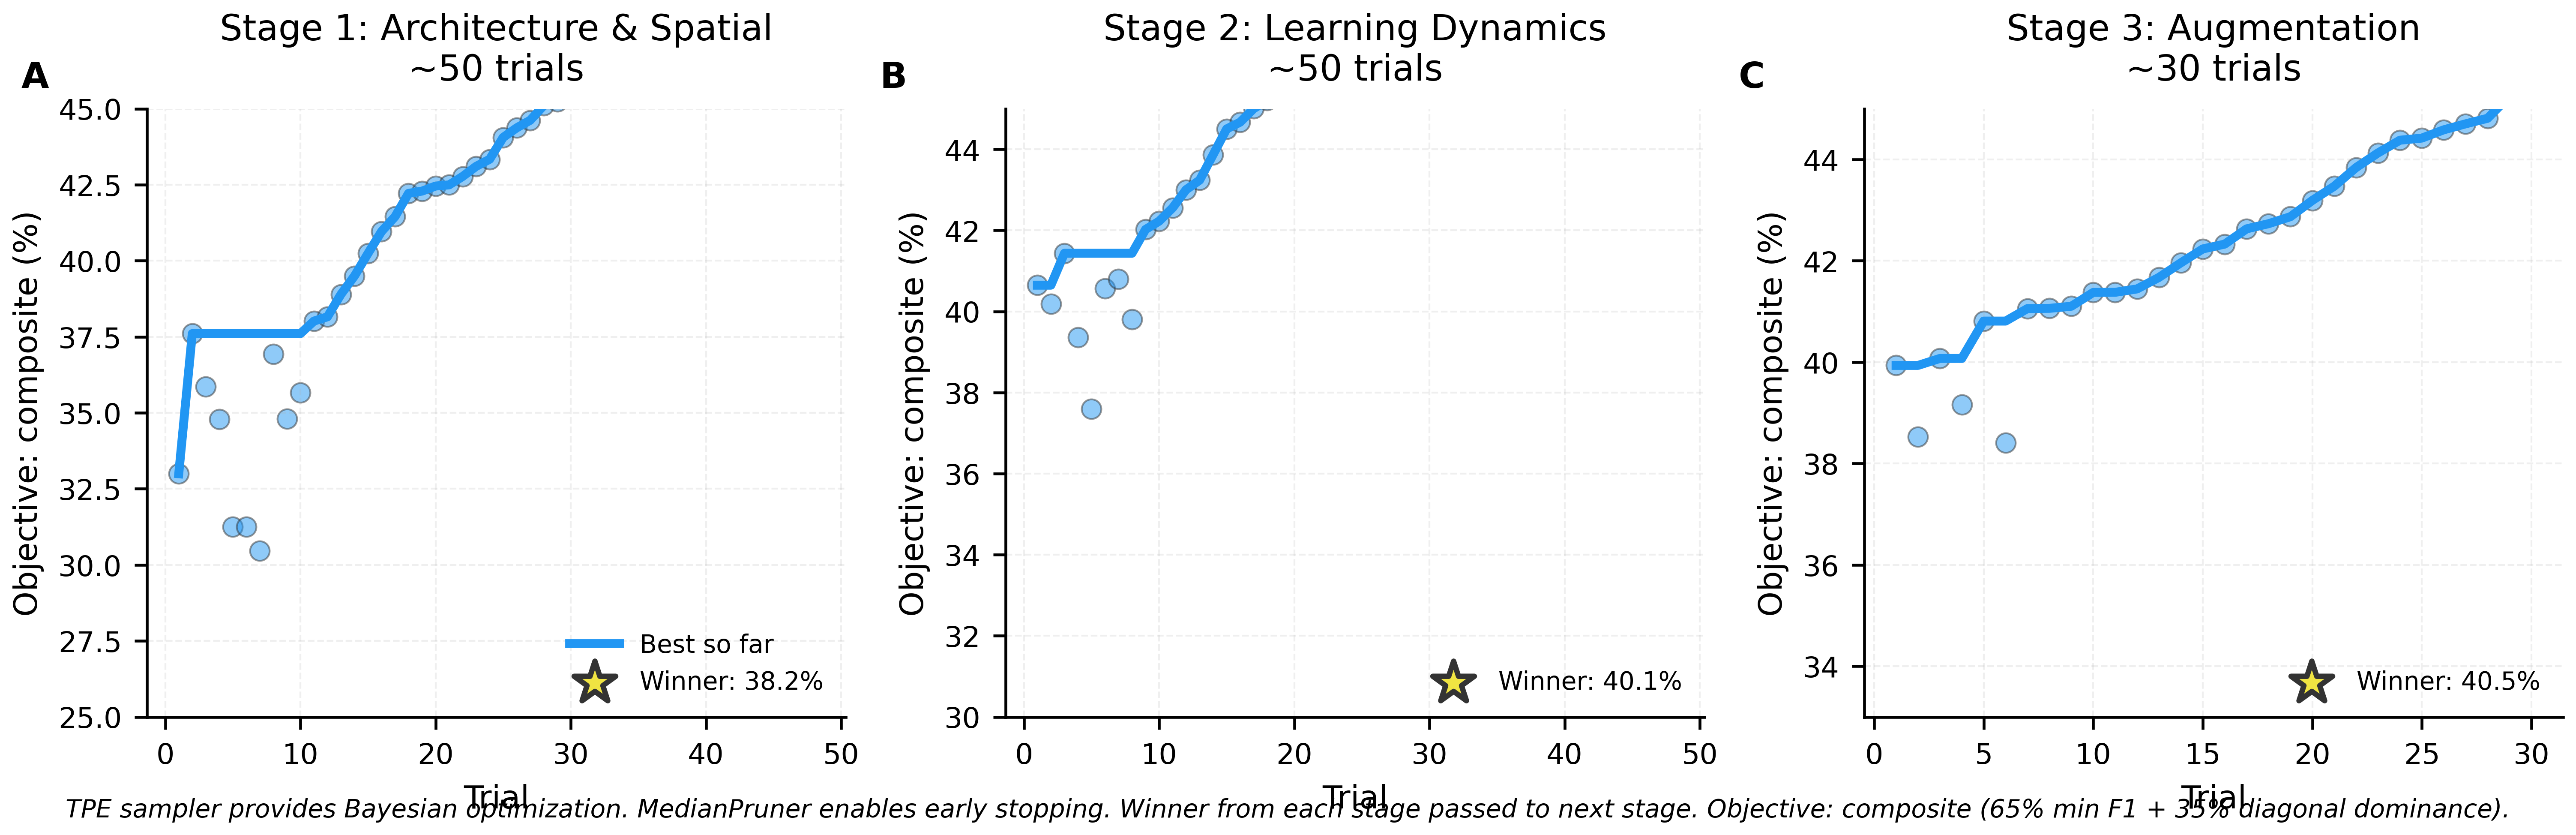 A
Stage 1: Architecture & Spatial
~50 trials
Objective: composite (%)
45.0
42.5
40.0
37.5
35.0
32.5
30.0
27.5
25.0
0 10 20 30 40 50
Trial
Best so far
Winner: 38.2%
B
Stage 2: Learning Dynamics
~50 trials
Objective: composite (%)
44
42
40
38
36
34
32
30
0 10 20 30 40 50
Trial
Winner: 40.1%
C
Stage 3: Augmentation
~30 trials
Objective: composite (%)
44
42
40
38
36
34
0 5 10 15 20 25 30
Trial
Winner: 40.5%
TPE sampler provides Bayesian optimization. MedianPruner enables early stopping. Winner from each stage passed to next stage. Objective: composite (65% min F1 + 35% diagonal dominance).